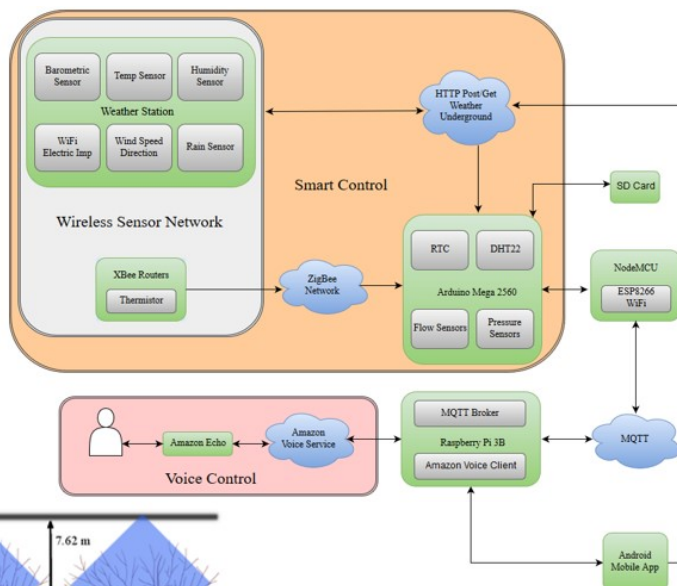 Barometric
Sensor
Temp Sensor
Humidity
Sensor
Weather Station
WiFi
Electric Imp
Wind Speed
Direction
Rain Sensor
HTTP Post/Get
Weather
Underground
Smart Control
SD Card
Wireless Sensor Network
XBee Routers
Thermistor
ZigBee
Network
RTC
DHT22
Arduino Mega 2560
Flow Sensors
Pressure
Sensors
NodeMCU
ESP8266
WiFi
Amazon Echo
Amazon
Voice Service
Voice Control
MQTT Broker
Raspberry Pi 3B
Amazon Voice Client
MQTT
7.62 m
Android
Mobile App